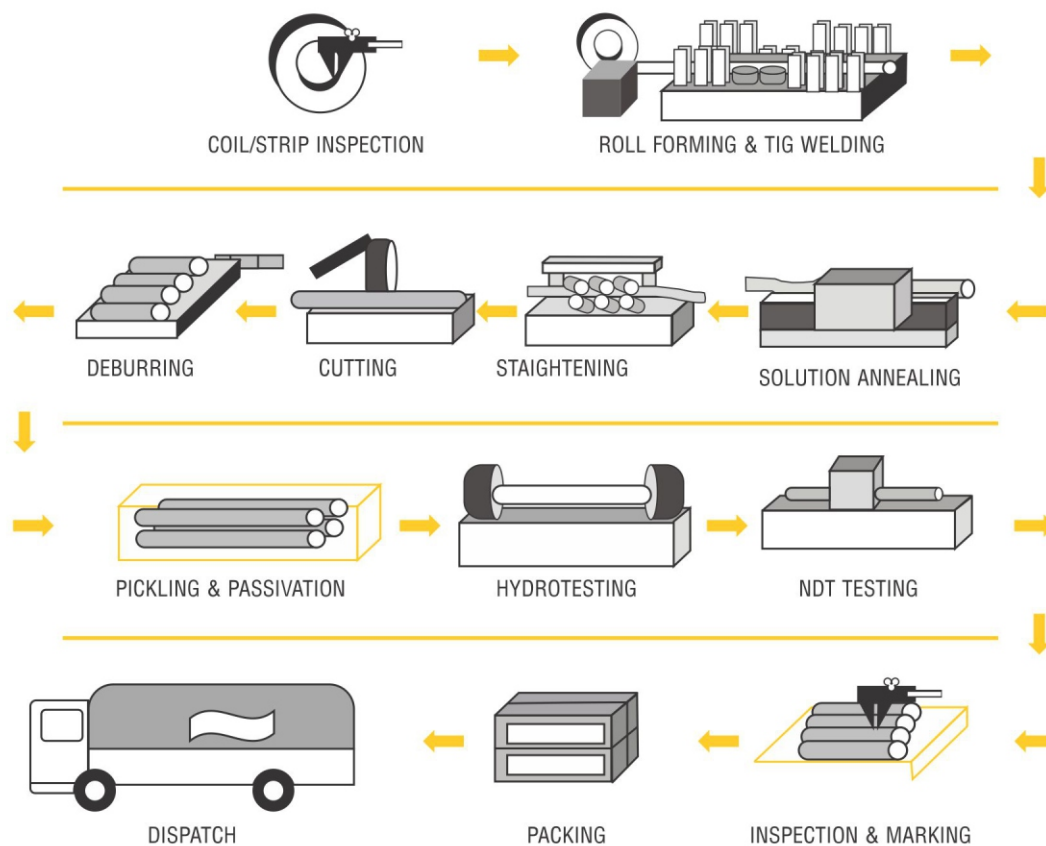 COIL/STRIP INSPECTION
ROLL FORMING & TIG WELDING
DEBURRING
CUTTING
STAIGHTENING
SOLUTION ANNEALING
PICKLING & PASSIVATION
HYDROTESTING
NDT TESTING
DISPATCH
PACKING
INSPECTION & MARKING